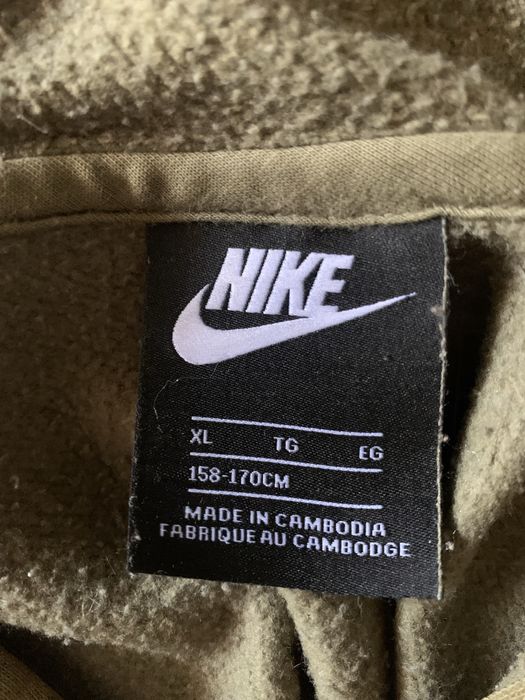 NIKE
XL TG EG
158-170CM
MADE IN CAMBODIA
FABRIQUE AU CAMBODGE